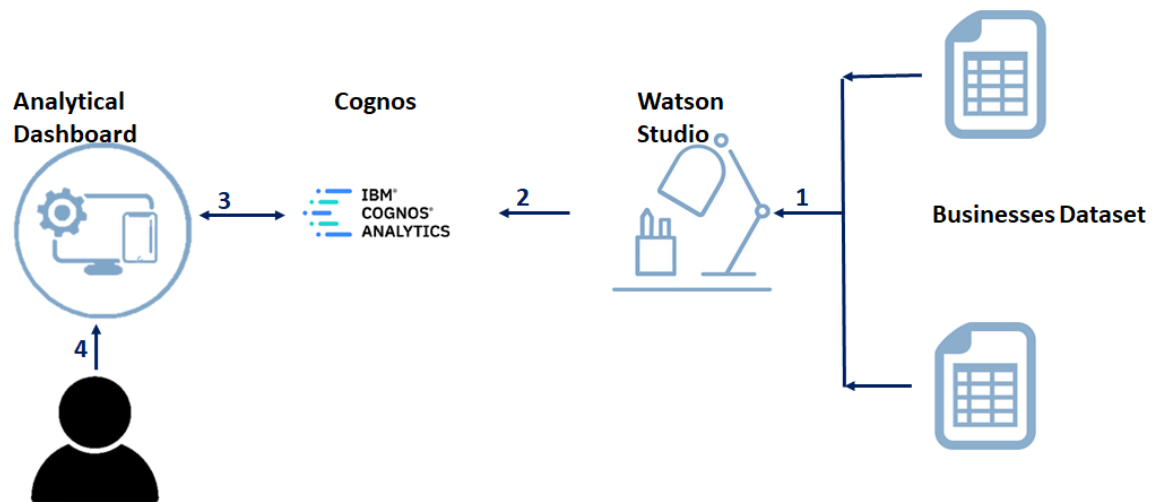 Analytical
Dashboard
Cognos
Watson
Studio
3
IBM®
COGNOS®
ANALYTICS
2
1
Businesses Dataset
4